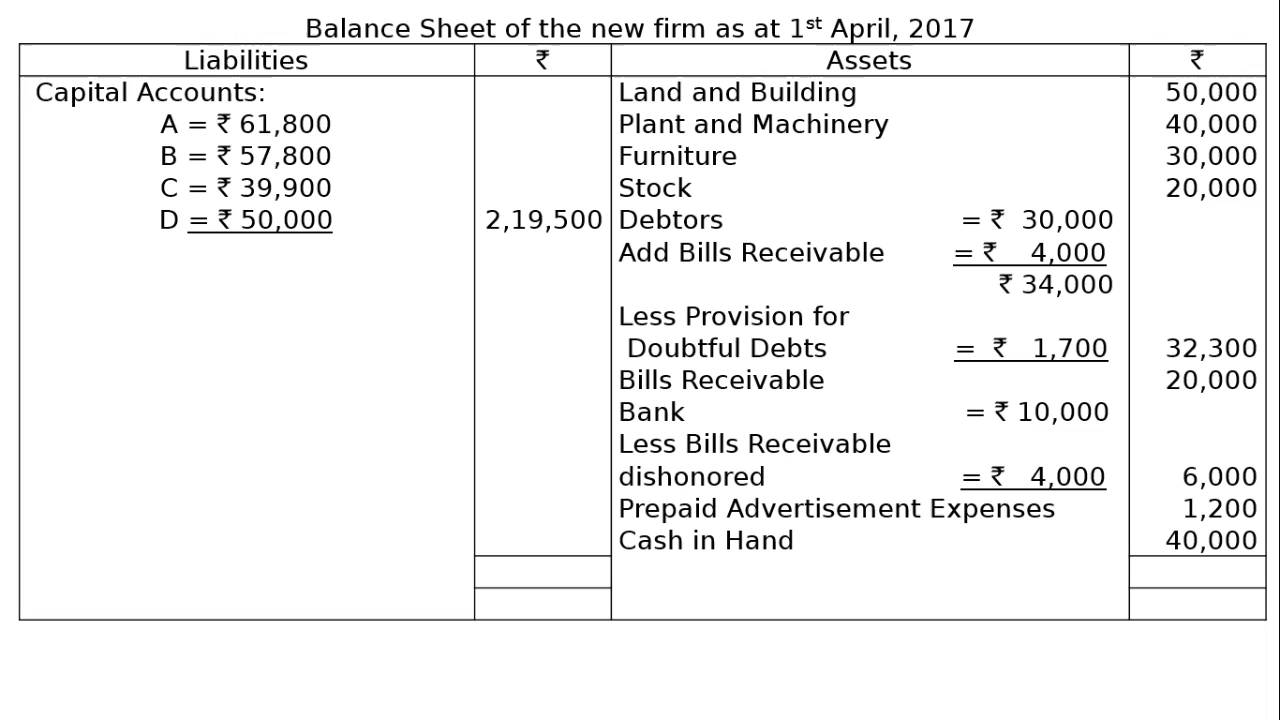 Balance Sheet of the new firm as at 1st April, 2017
Liabilities ₹ Assets ₹
Capital Accounts: Land and Building 50,000
A = ₹ 61,800 Plant and Machinery 40,000
B = ₹ 57,800 Furniture 30,000
C = ₹ 39,900 Stock 20,000
D = ₹ 50,000 2,19,500 Debtors = ₹ 30,000
Add Bills Receivable = ₹ 4,000
₹ 34,000
Less Provision for
Doubtful Debts = ₹ 1,700 32,300
Bills Receivable 20,000
Bank = ₹ 10,000
Less Bills Receivable
dishonored = ₹ 4,000 6,000
Prepaid Advertisement Expenses 1,200
Cash in Hand 40,000